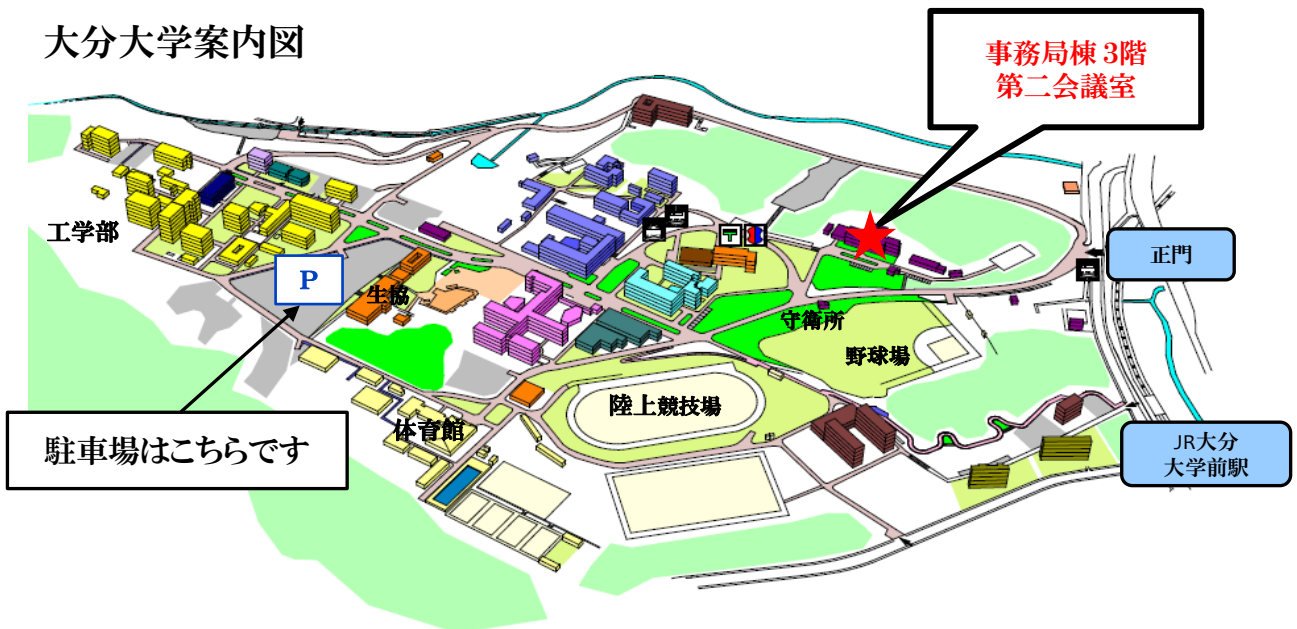 大分大学案内図
事務局棟 3階
第二会議室
工学部
正門
P
生協
守衛所
野球場
陸上競技場
体育館
駐車場はこちらです
JR大分
大学前駅
〒